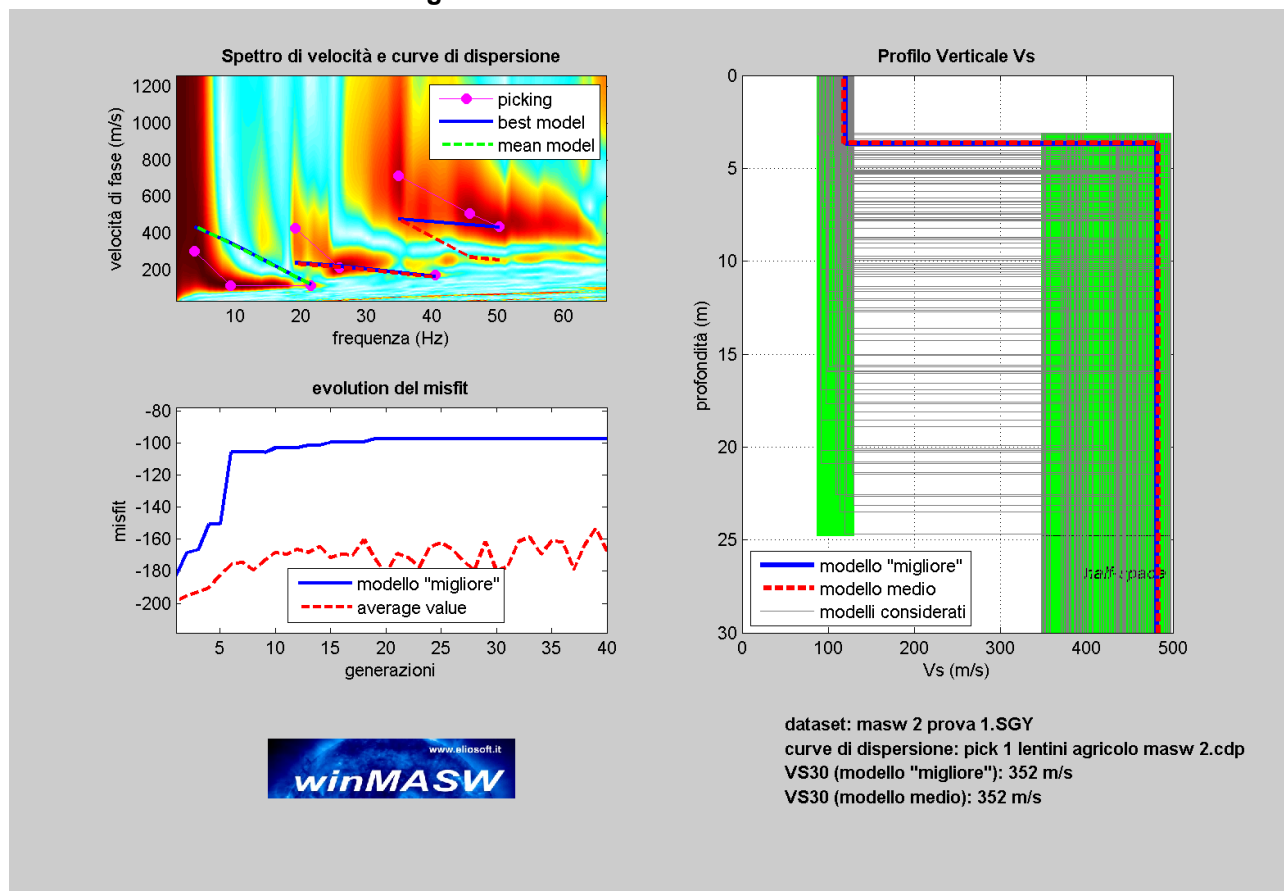 Spettro di velocità e curve di dispersione
1200
1000
800
600
400
200
velocità di fase (m/s)
10
20
30
40
50
60
frequenza (Hz)
picking
best model
mean model
evolution del misfit
-80
-100
-120
-140
-160
-180
-200
misfit
5
10
15
20
25
30
35
40
generazioni
modello "migliore"
average value
Profilo Verticale Vs
0
5
10
15
20
25
30
profondità (m)
0
100
200
300
400
500
Vs (m/s)
half-space
modello "migliore"
modello medio
modelli considerati
www.eliosoft.it
winMASW
dataset: masw 2 prova 1.SGY
curve di dispersione: pick 1 lentini agricolo masw 2.cdp
VS30 (modello "migliore"): 352 m/s
VS30 (modello medio): 352 m/s